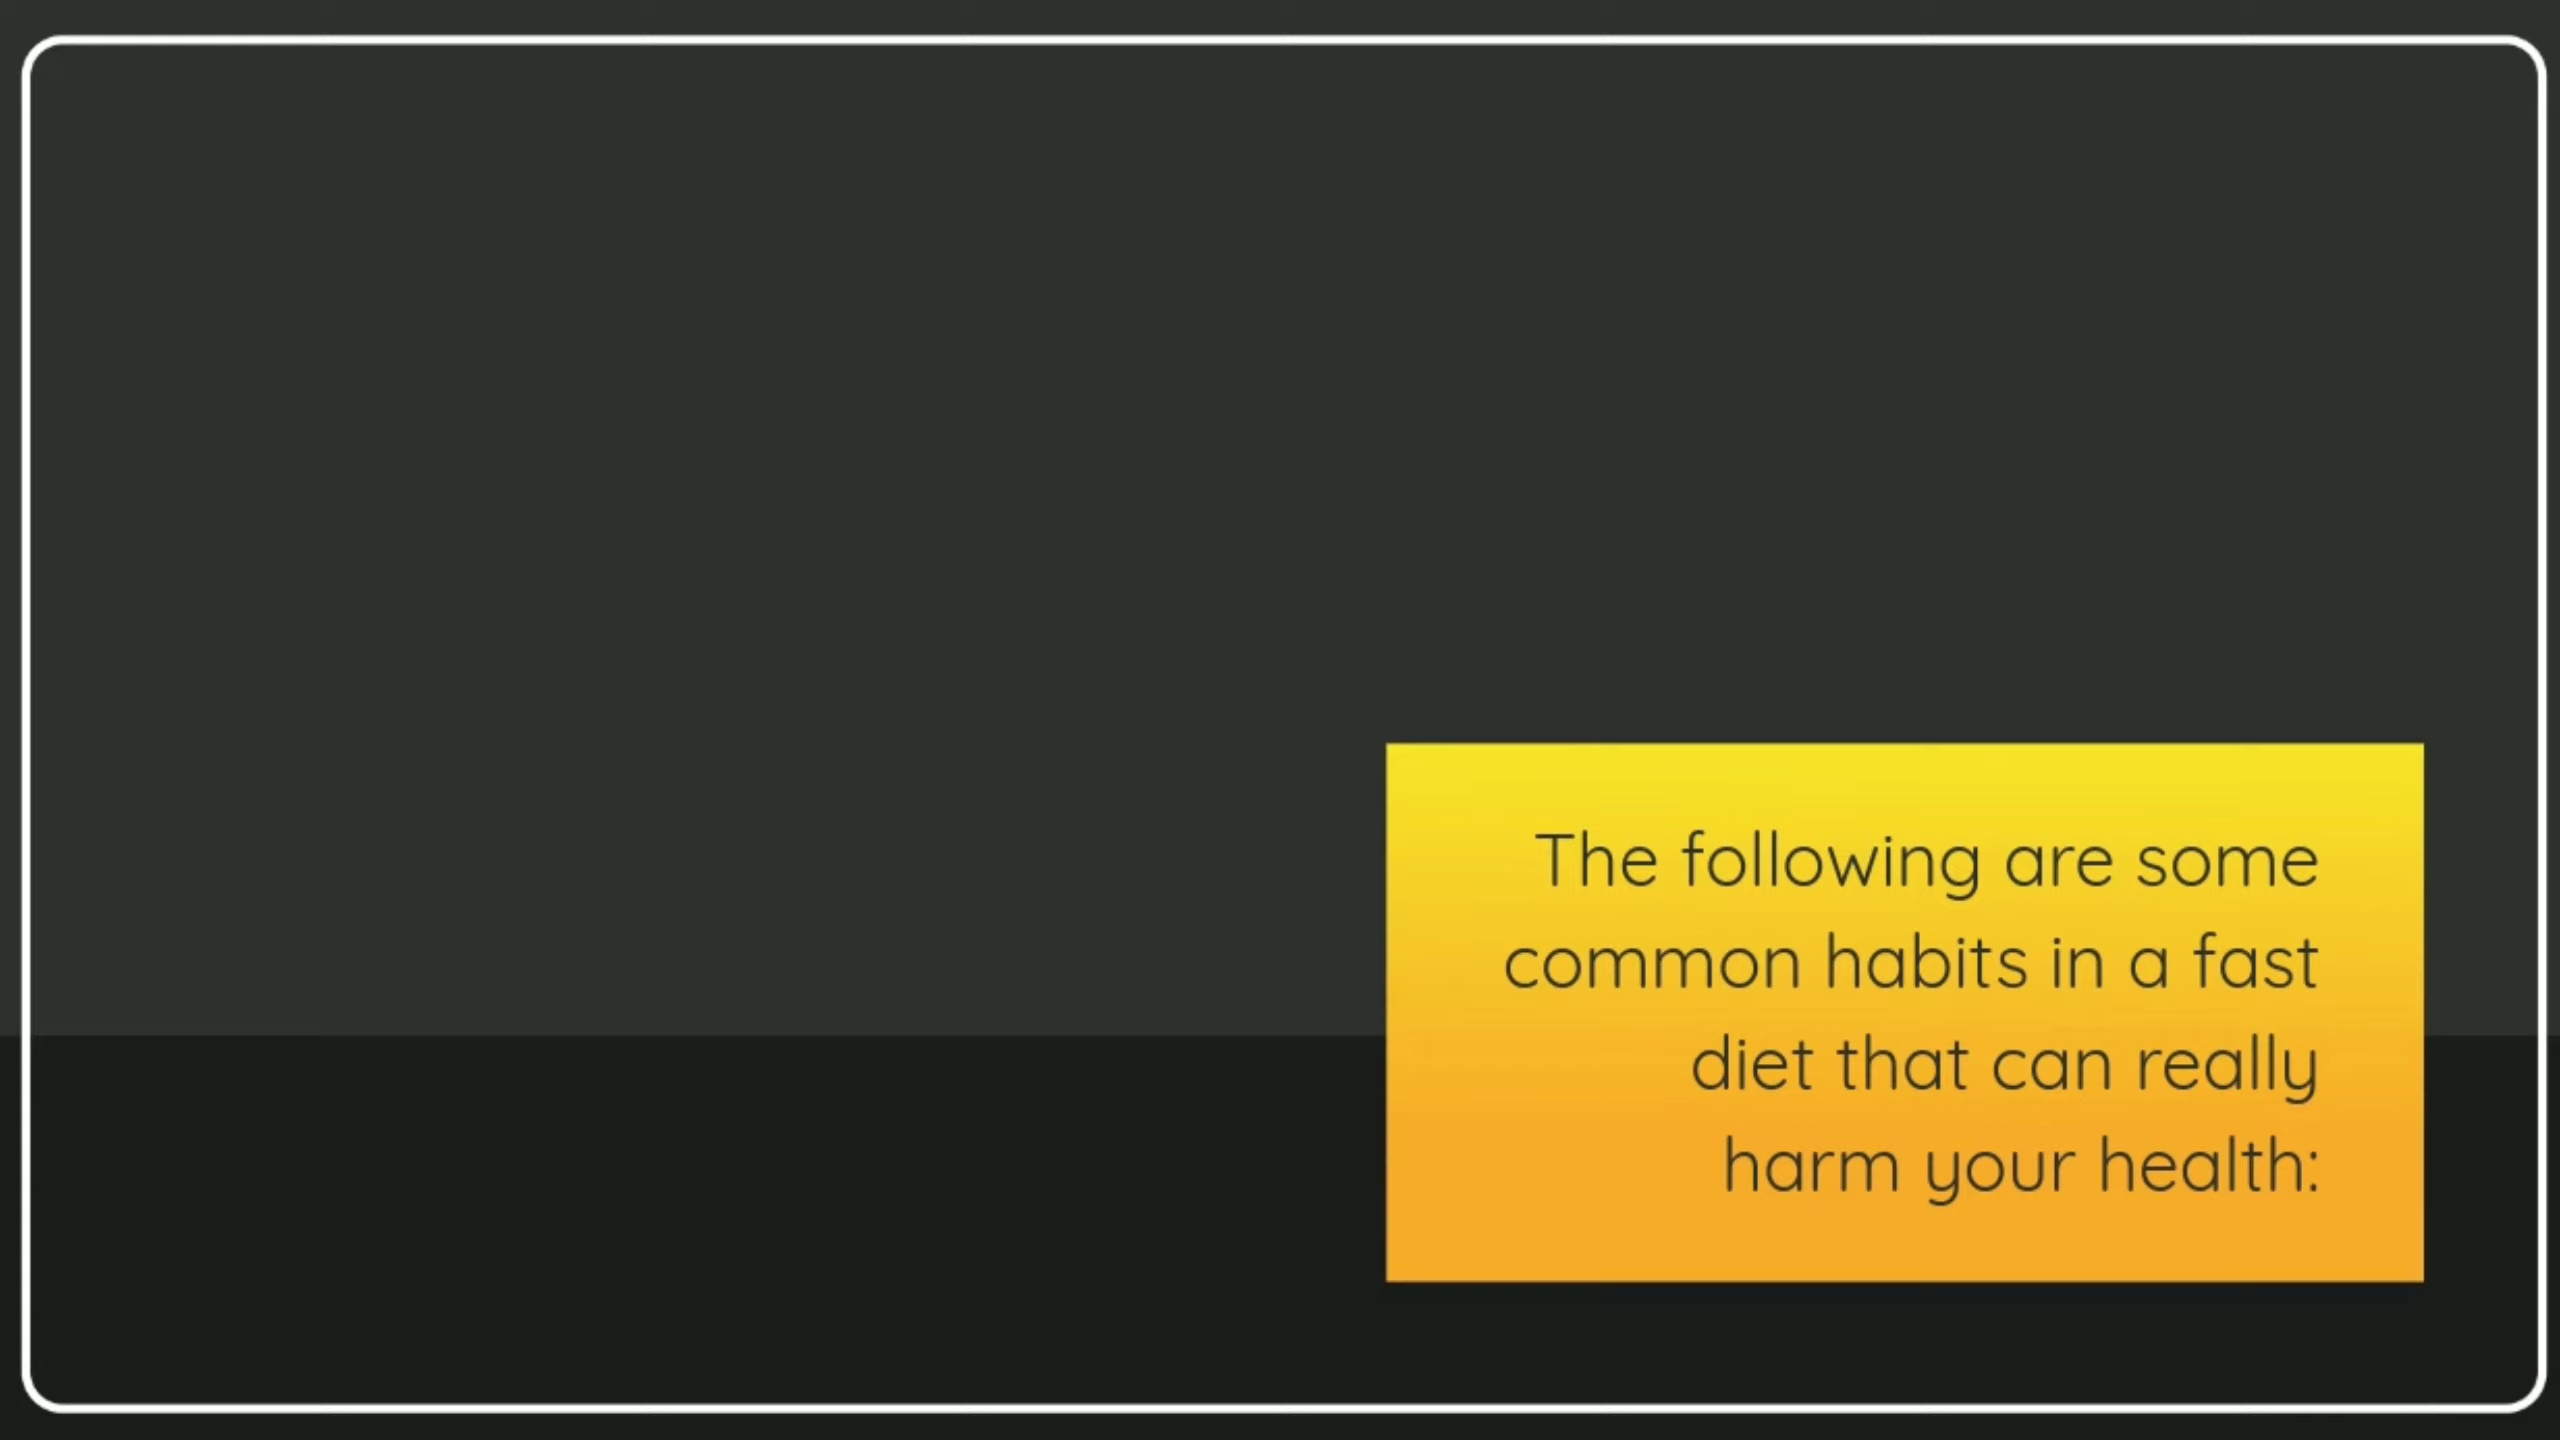 The following are some
common habits in a fast
diet that can really
harm your health: